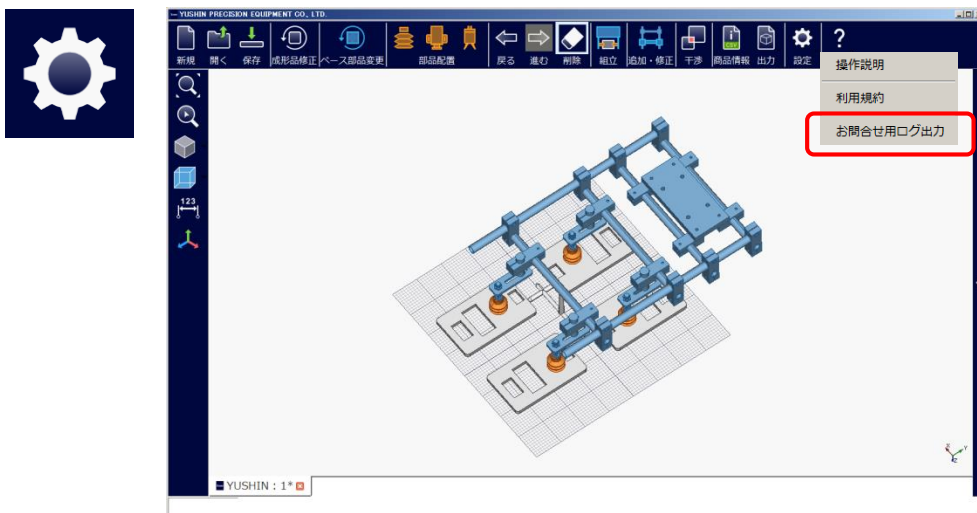 YUSHIN PRECISION EQUIPMENT CO., LTD.
新規 開く 保存 成形品修正 ベース部品変更 部品配置 戻る 進む 削除 組立 追加・修正 干渉 商品情報 出力 設定 ?
i
CSV
操作説明
利用規約
お問合せ用ログ出力
123
X Y Z
YUSHIN : 1*